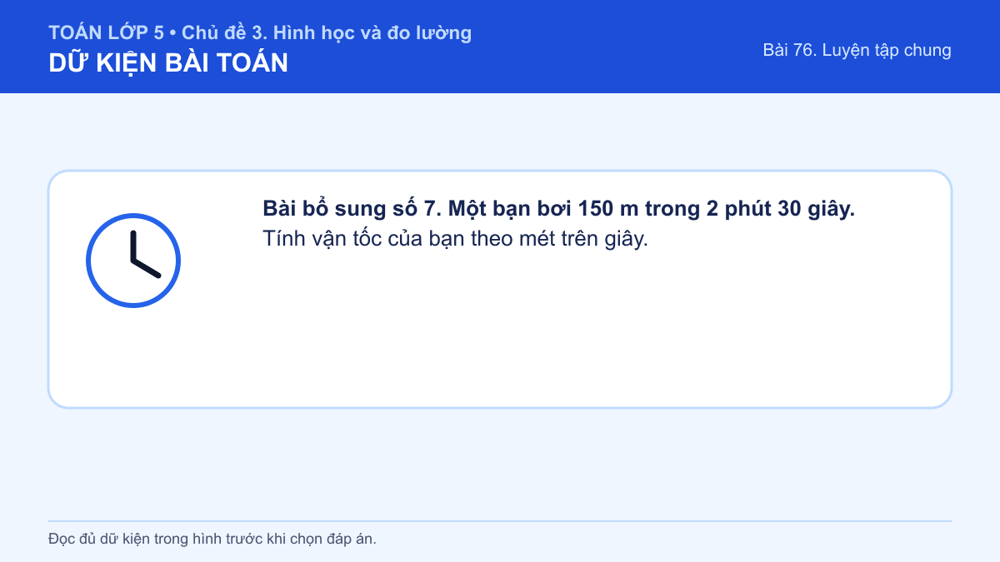 TOÁN LỚP 5 • Chủ đề 3. Hình học và đo lường
DỮ KIỆN BÀI TOÁN
Bài 76. Luyện tập chung
Bài bổ sung số 7. Một bạn bơi 150 m trong 2 phút 30 giây.
Tính vận tốc của bạn theo mét trên giây.
Đọc đủ dữ kiện trong hình trước khi chọn đáp án.